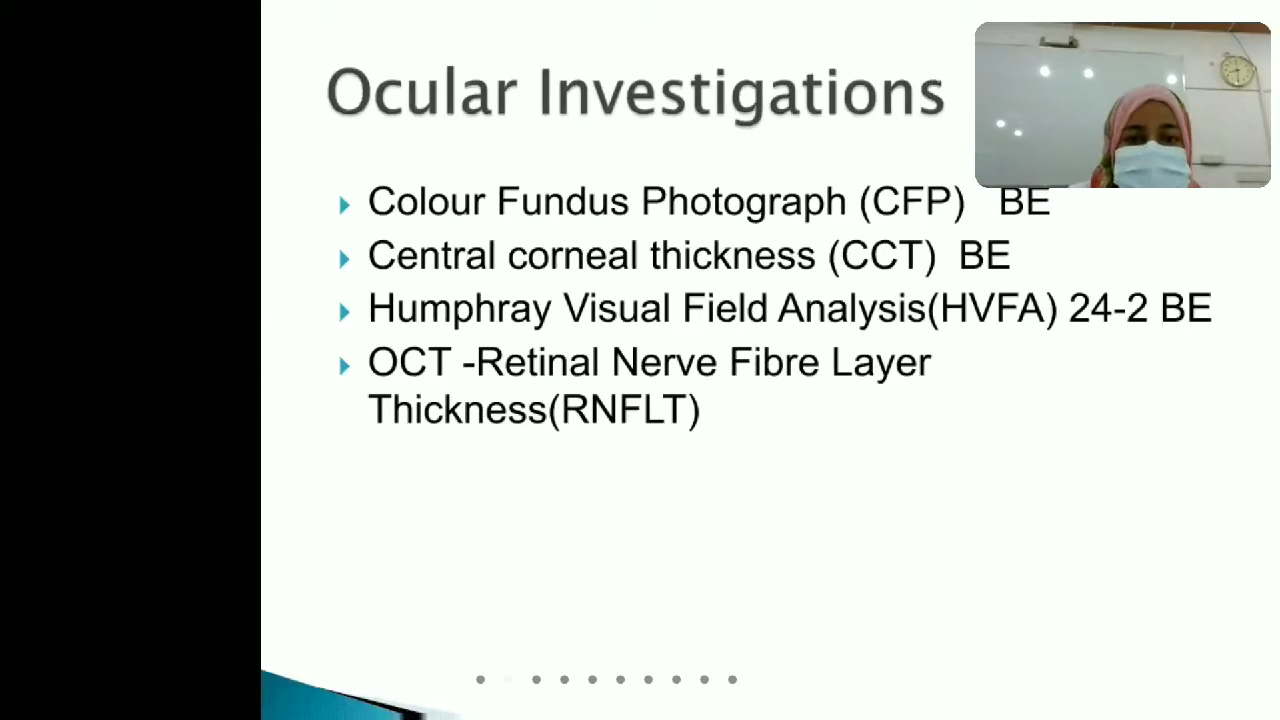 Ocular Investigations
Colour Fundus Photograph (CFP) BE
Central corneal thickness (CCT) BE
Humphray Visual Field Analysis(HVFA) 24-2 BE
OCT -Retinal Nerve Fibre Layer
Thickness(RNFLT)